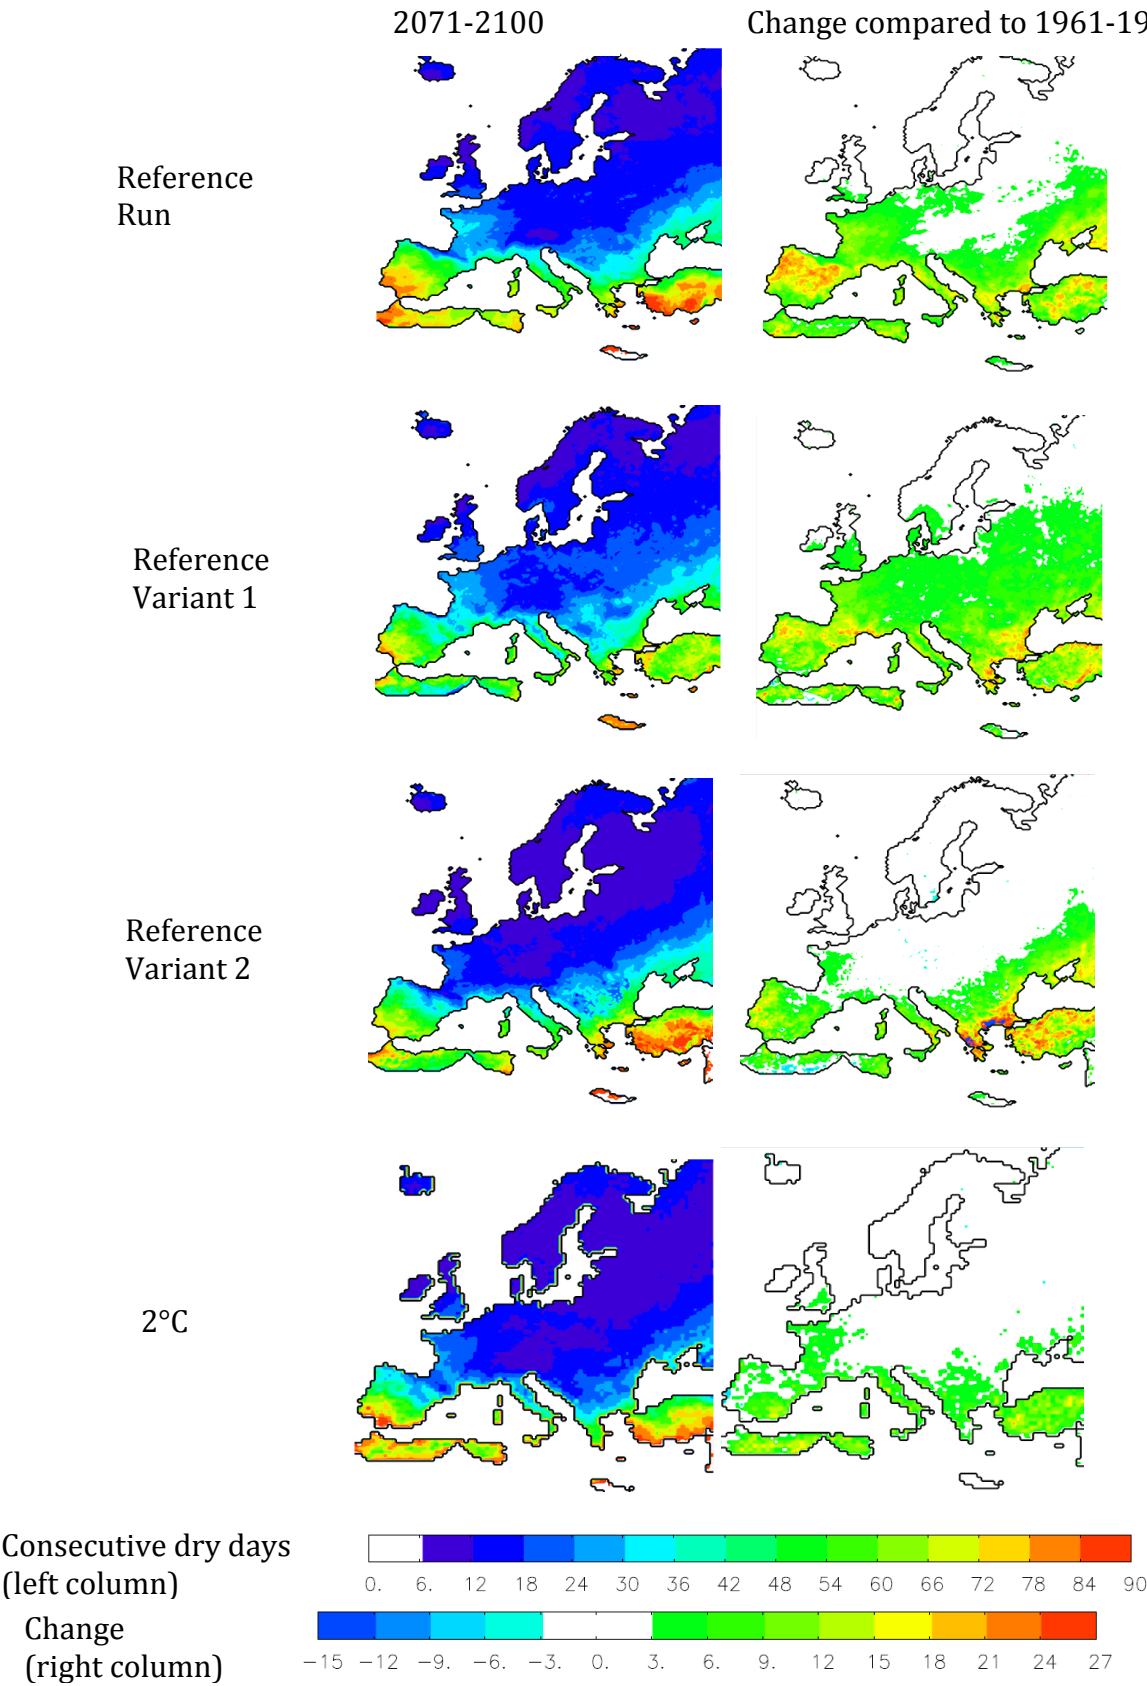 2071-2100
Change compared to 1961-19
Reference
Run
Reference
Variant 1
Reference
Variant 2
2°C
Consecutive dry days
(left column)
0. 6. 12 18 24 30 36 42 48 54 60 66 72 78 84 90
Change
(right column)
−15 −12 −9. −6. −3. 0. 3. 6. 9. 12 15 18 21 24 27